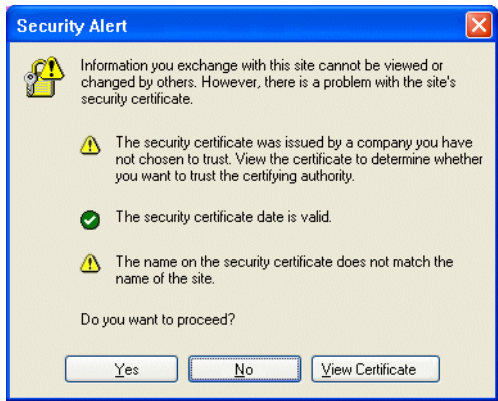 Security Alert
Information you exchange with this site cannot be viewed or
changed by others. However, there is a problem with the site's
security certificate.
The security certificate was issued by a company you have
not chosen to trust. View the certificate to determine whether
you want to trust the certifying authority.
The security certificate date is valid.
The name on the security certificate does not match the
name of the site.
Do you want to proceed?
Yes
No
View Certificate